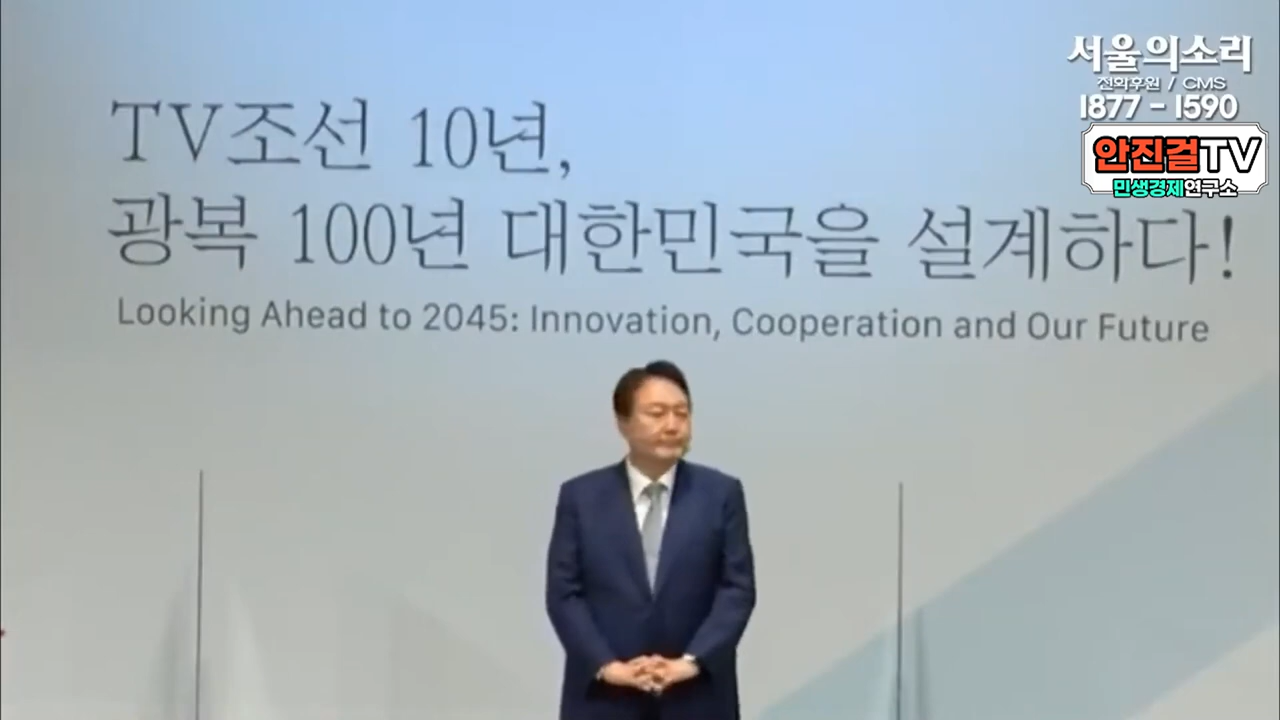 서울의소리
전화후원 / CMS
1877 - 1590
안진걸TV
민생경제연구소
TV조선 10년,
광복 100년 대한민국을 설계하다!
Looking Ahead to 2045: Innovation, Cooperation and Our Future